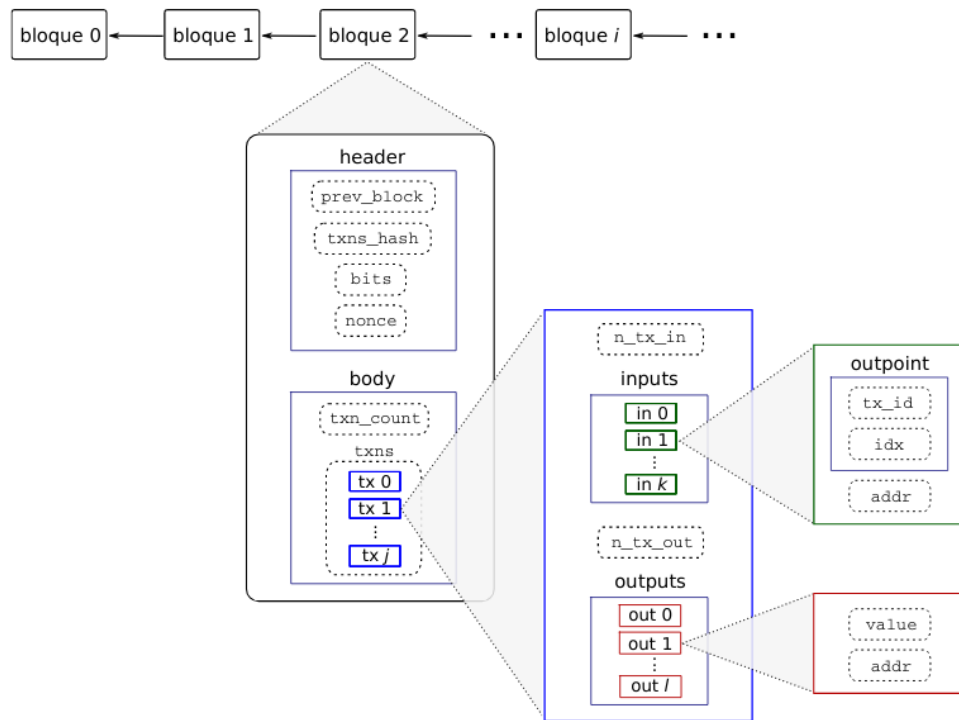 bloque 0 bloque 1 bloque 2 ... bloque i ...
header
prev_block
txns_hash
bits
nonce
body
txn_count
txns
tx 0
tx 1
⋮
tx j
n_tx_in
inputs
in 0
in 1
⋮
in k
n_tx_out
outputs
out 0
out 1
⋮
out l
outpoint
tx_id
idx
addr
value
addr